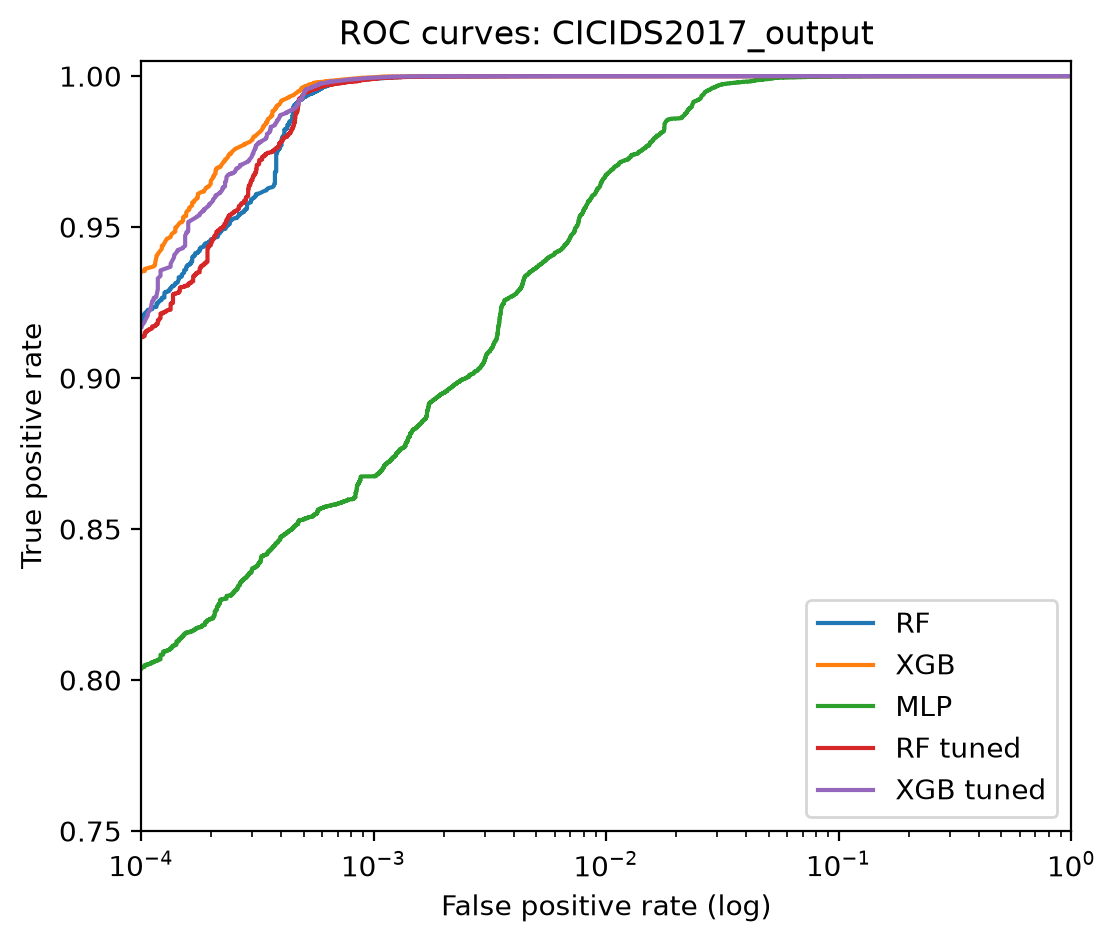 ROC curves: CICIDS2017_output
True positive rate
1.00
0.95
0.90
0.85
0.80
0.75
10⁻⁴
10⁻³
10⁻²
10⁻¹
10⁰
False positive rate (log)
RF
XGB
MLP
RF tuned
XGB tuned